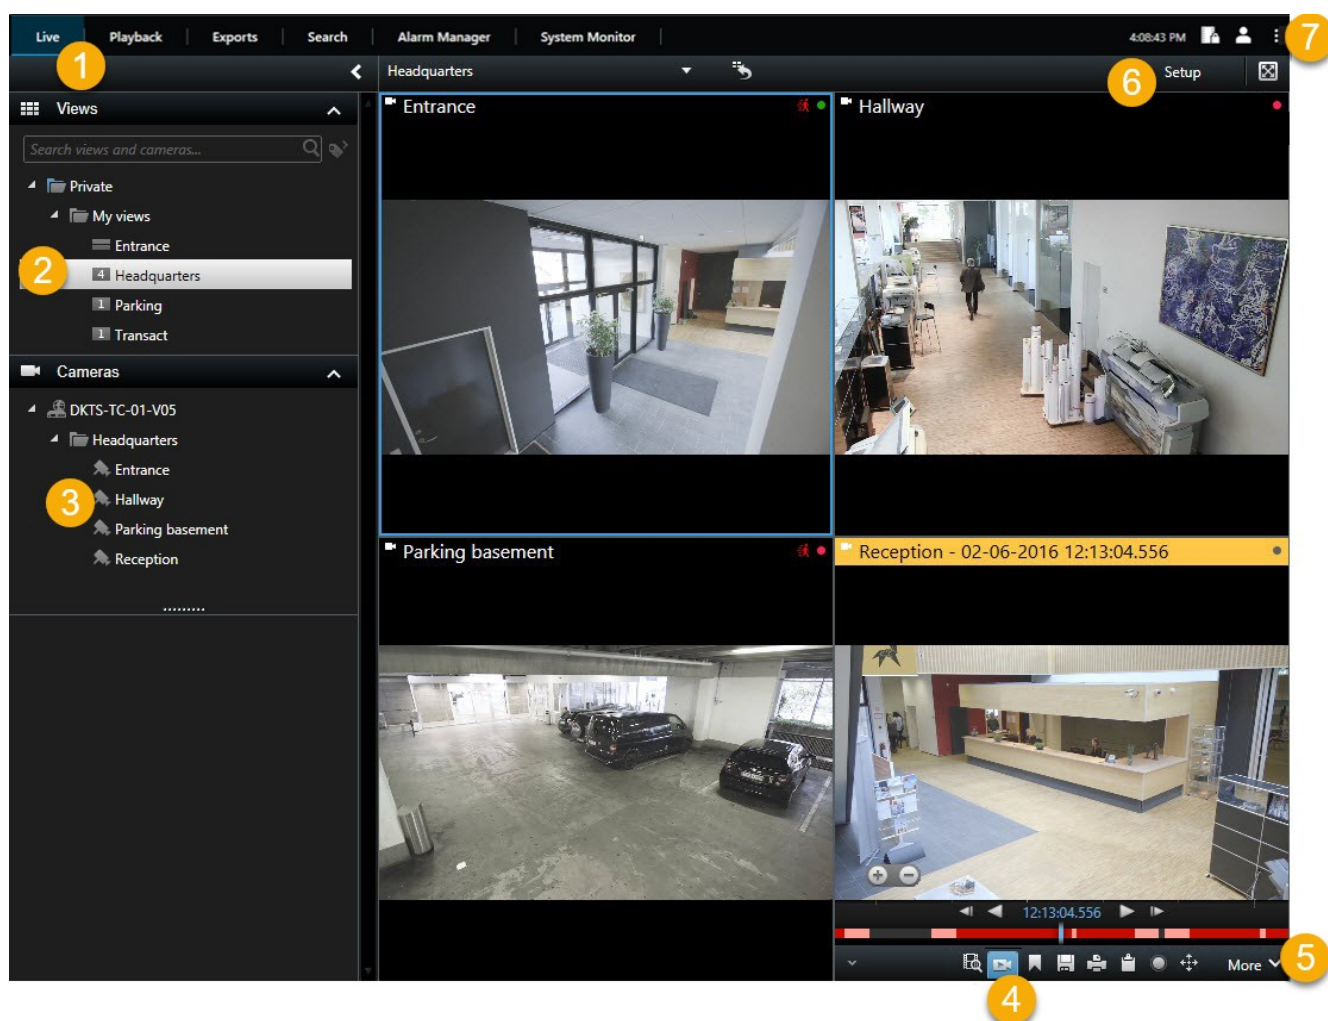 Live Playback Exports Search Alarm Manager System Monitor 4:08:43 PM 7
1
Headquarters 6 Setup
Views
Search views and cameras...
Private
My views
Entrance
2 4 Headquarters
1 Parking
1 Transact
Cameras
DKTS-TC-01-V05
Headquarters
Entrance
3 Hallway
Parking basement
Reception
Entrance
Hallway
Parking basement
Reception - 02-06-2016 12:13:04.556
12:13:04.556
More 5
4